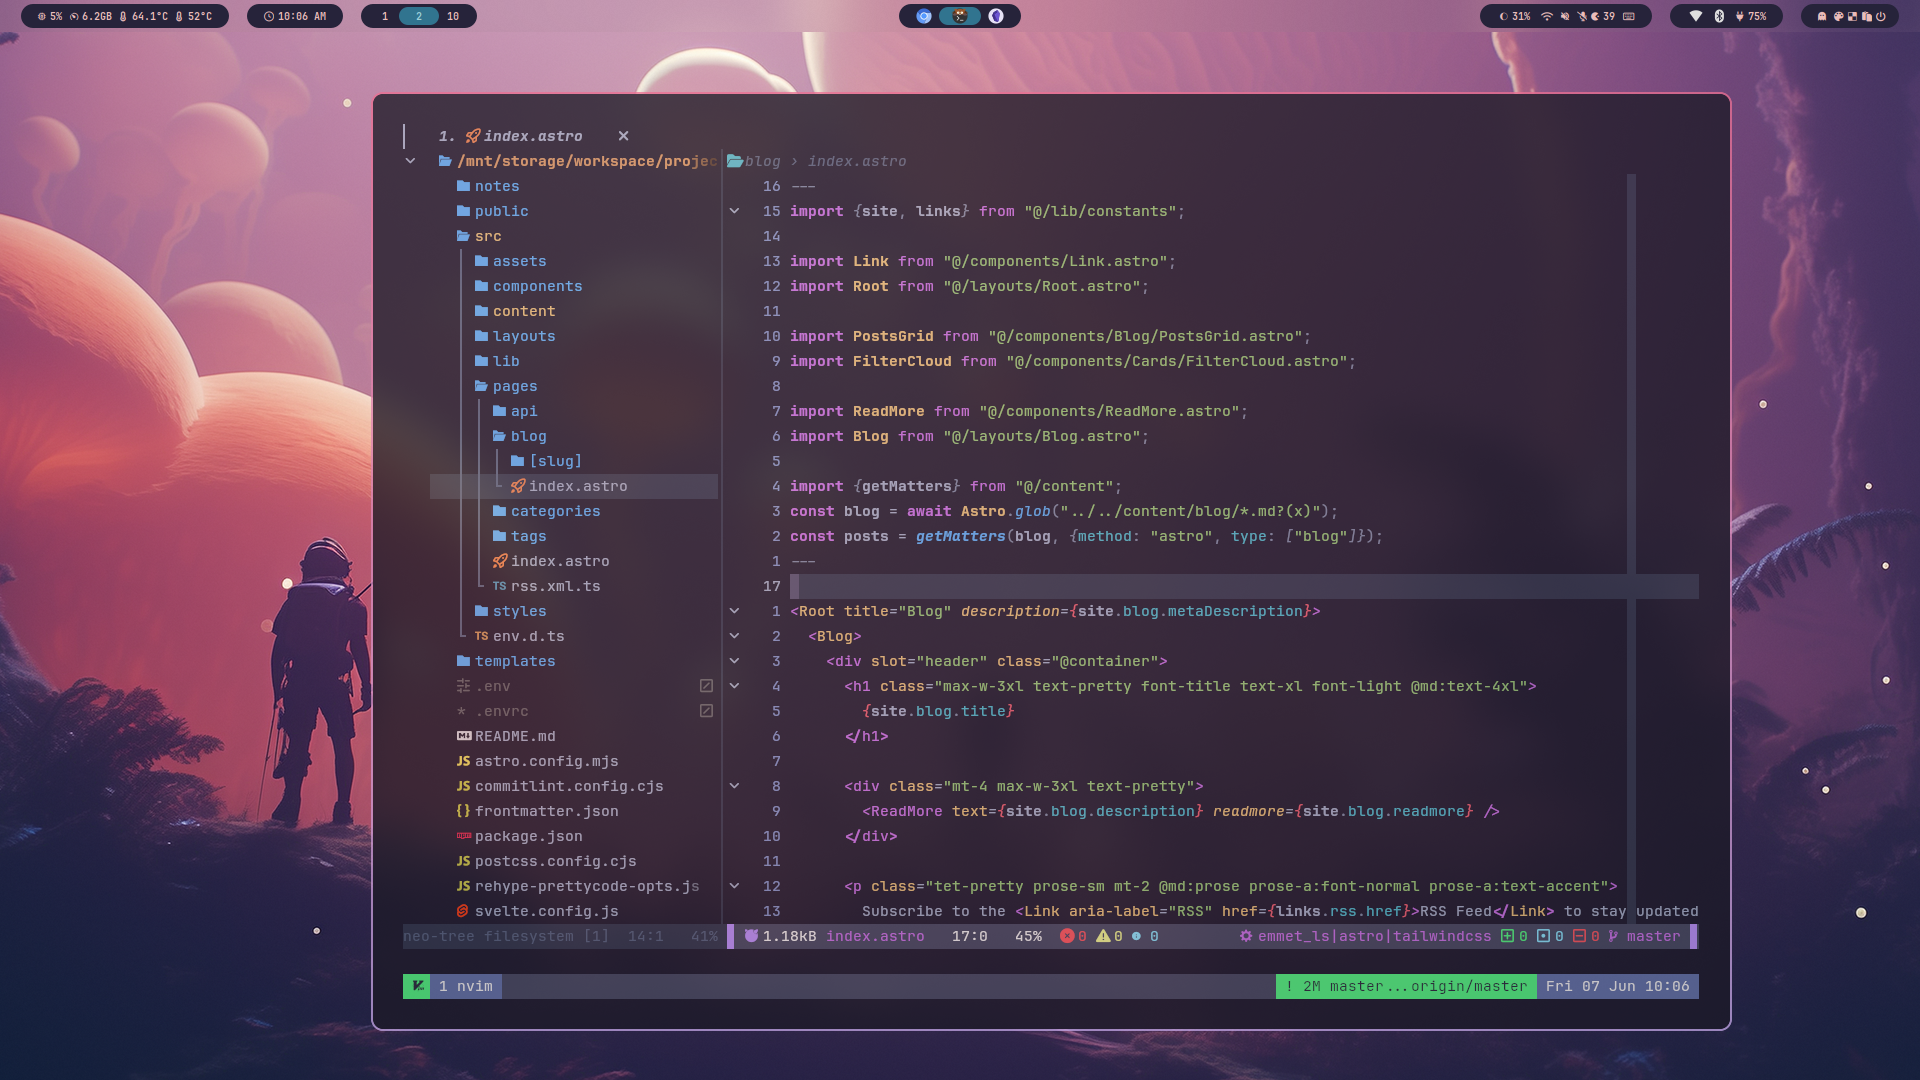 5% 6.2GB 64.1°C 52°C
10:06 AM
1 2 10
31% 39
75%
1. index.astro ×
/mnt/storage/workspace/projec
notes
public
src
assets
components
content
layouts
lib
pages
api
blog
[slug]
index.astro
categories
tags
index.astro
TS rss.xml.ts
styles
TS env.d.ts
templates
.env
* .envrc
README.md
JS astro.config.mjs
JS commitlint.config.cjs
{} frontmatter.json
package.json
JS postcss.config.cjs
JS rehype-prettycode-opts.js
svelte.config.js
neo-tree filesystem [1] 14:1 41%
blog › index.astro
16 ---
15 import {site, links} from "@/lib/constants";
14
13 import Link from "@/components/Link.astro";
12 import Root from "@/layouts/Root.astro";
11
10 import PostsGrid from "@/components/Blog/PostsGrid.astro";
9 import FilterCloud from "@/components/Cards/FilterCloud.astro";
8
7 import ReadMore from "@/components/ReadMore.astro";
6 import Blog from "@/layouts/Blog.astro";
5
4 import {getMatters} from "@/content";
3 const blog = await Astro.glob("../../content/blog/*.md?(x)");
2 const posts = getMatters(blog, {method: "astro", type: ["blog"]});
1 ---
17
1 <Root title="Blog" description={site.blog.metaDescription}>
2 <Blog>
3 <div slot="header" class="@container">
4 <h1 class="max-w-3xl text-pretty font-title text-xl font-light @md:text-4xl">
5 {site.blog.title}
6 </h1>
7
8 <div class="mt-4 max-w-3xl text-pretty">
9 <ReadMore text={site.blog.description} readmore={site.blog.readmore} />
10 </div>
11
12 <p class="tet-pretty prose-sm mt-2 @md:prose prose-a:font-normal prose-a:text-accent">
13 Subscribe to the <Link aria-label="RSS" href={links.rss.href}>RSS Feed</Link> to stay updated
1.18kB index.astro 17:0 45% 0 0 0 emmet_ls|astro|tailwindcss 0 0 0 master
1 nvim
! 2M master...origin/master Fri 07 Jun 10:06